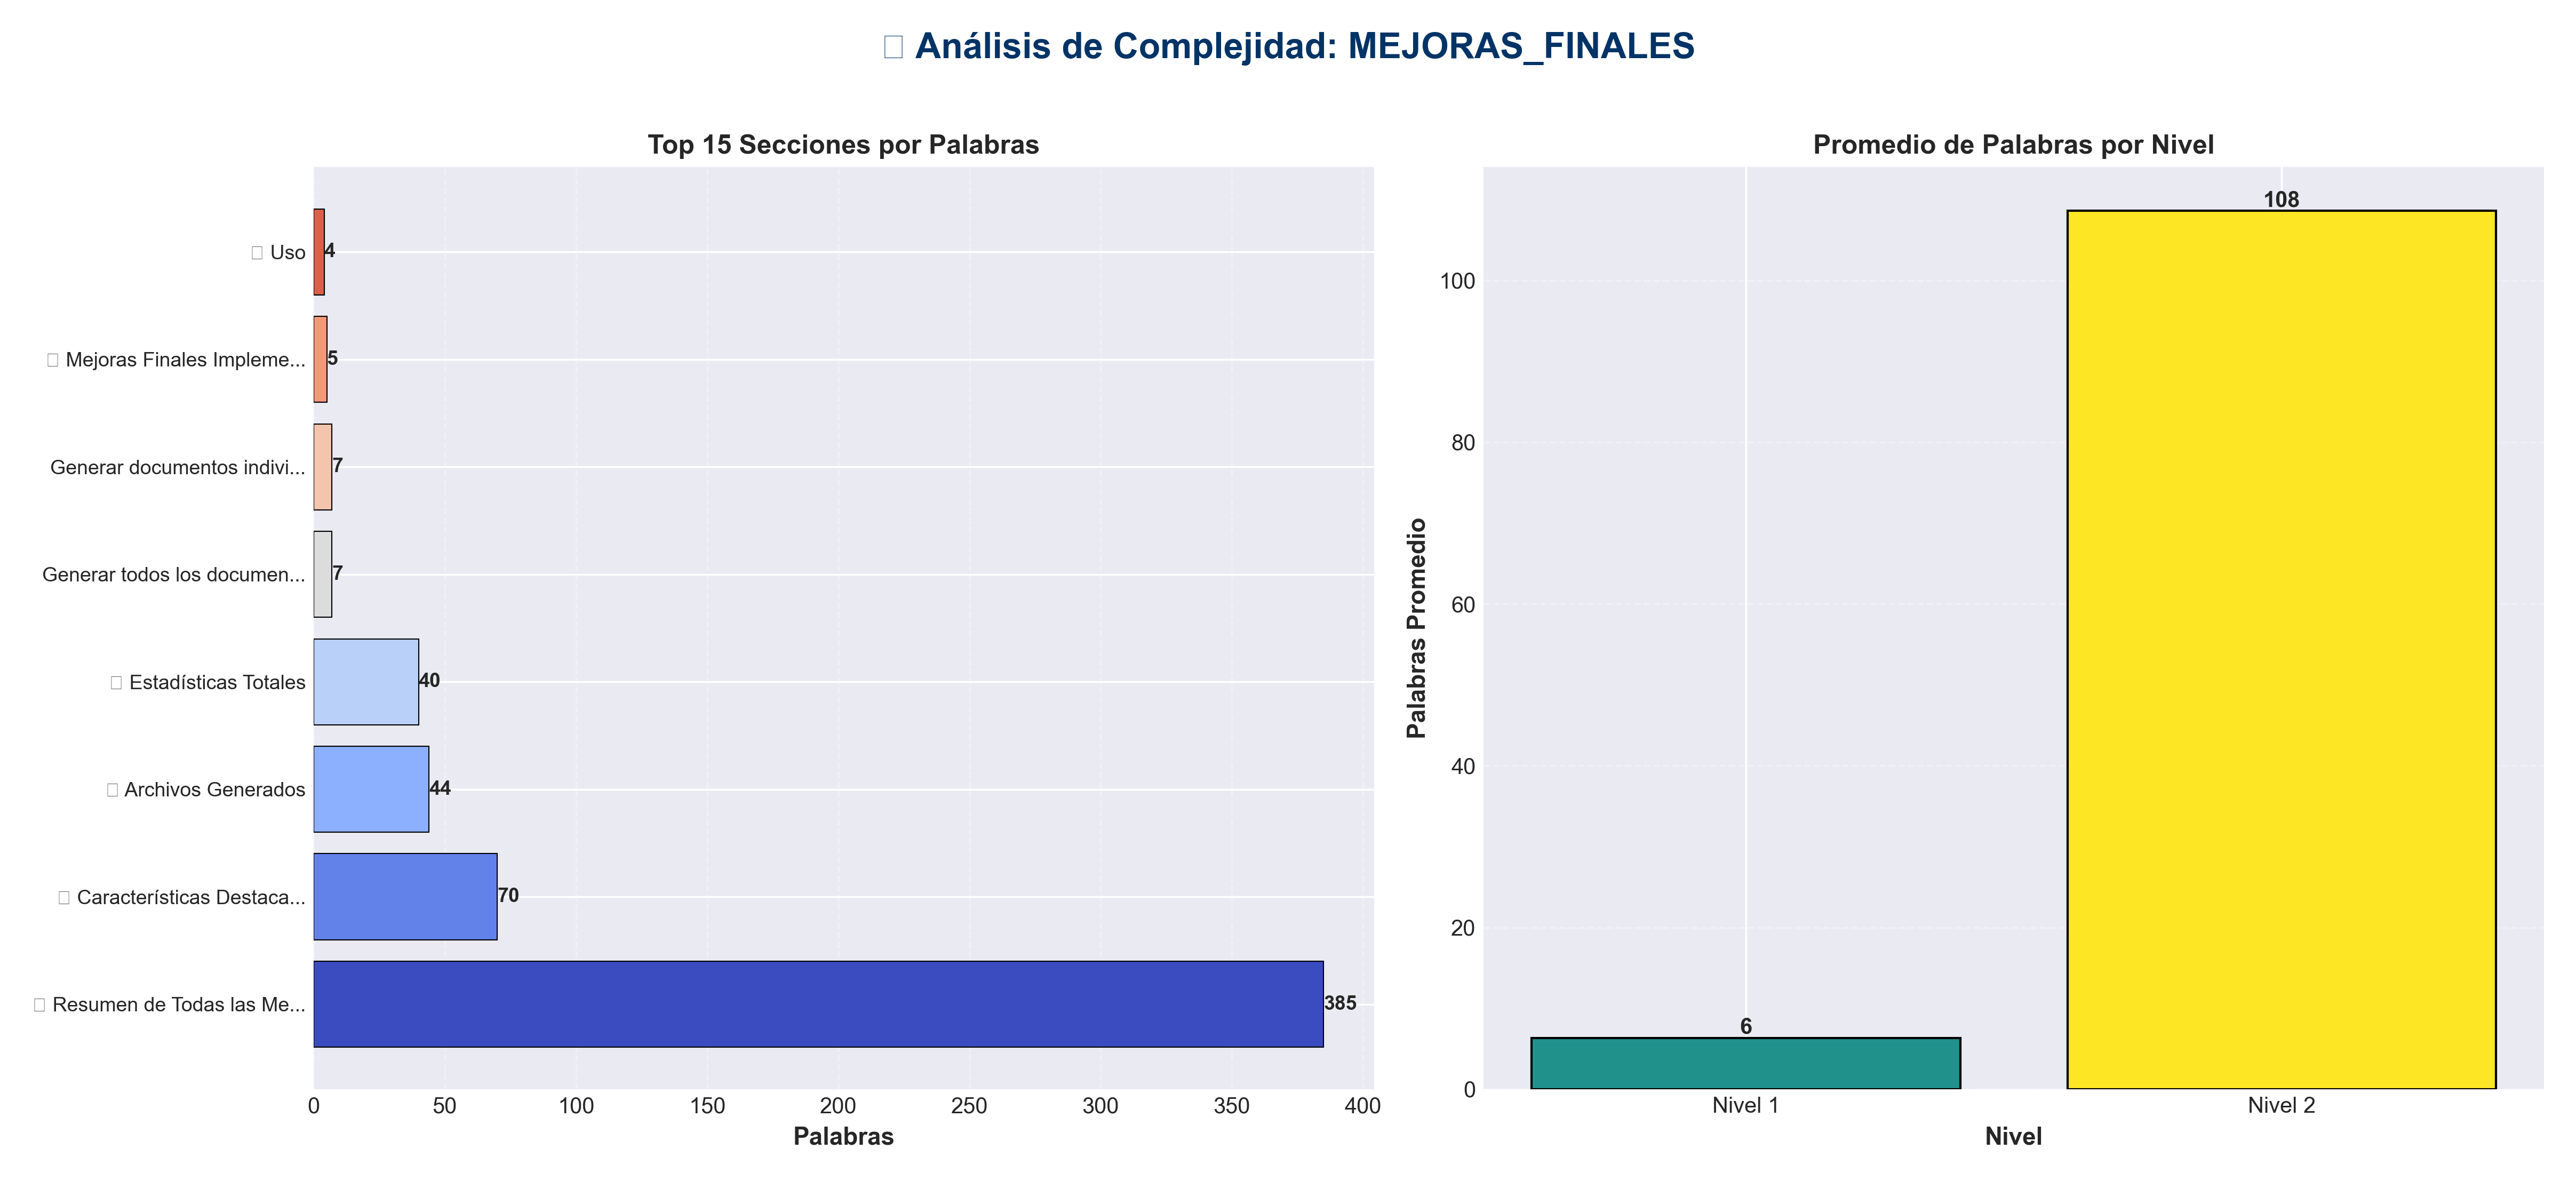 Análisis de Complejidad: MEJORAS_FINALES
Top 15 Secciones por Palabras
Uso
4
Mejoras Finales Impleme...
5
Generar documentos indivi...
7
Generar todos los documen...
7
Estadísticas Totales
40
Archivos Generados
44
Características Destaca...
70
Resumen de Todas las Me...
385
0 50 100 150 200 250 300 350 400
Palabras
Promedio de Palabras por Nivel
Palabras Promedio
108
100
80
60
40
20
0
6
Nivel 1 Nivel 2
Nivel